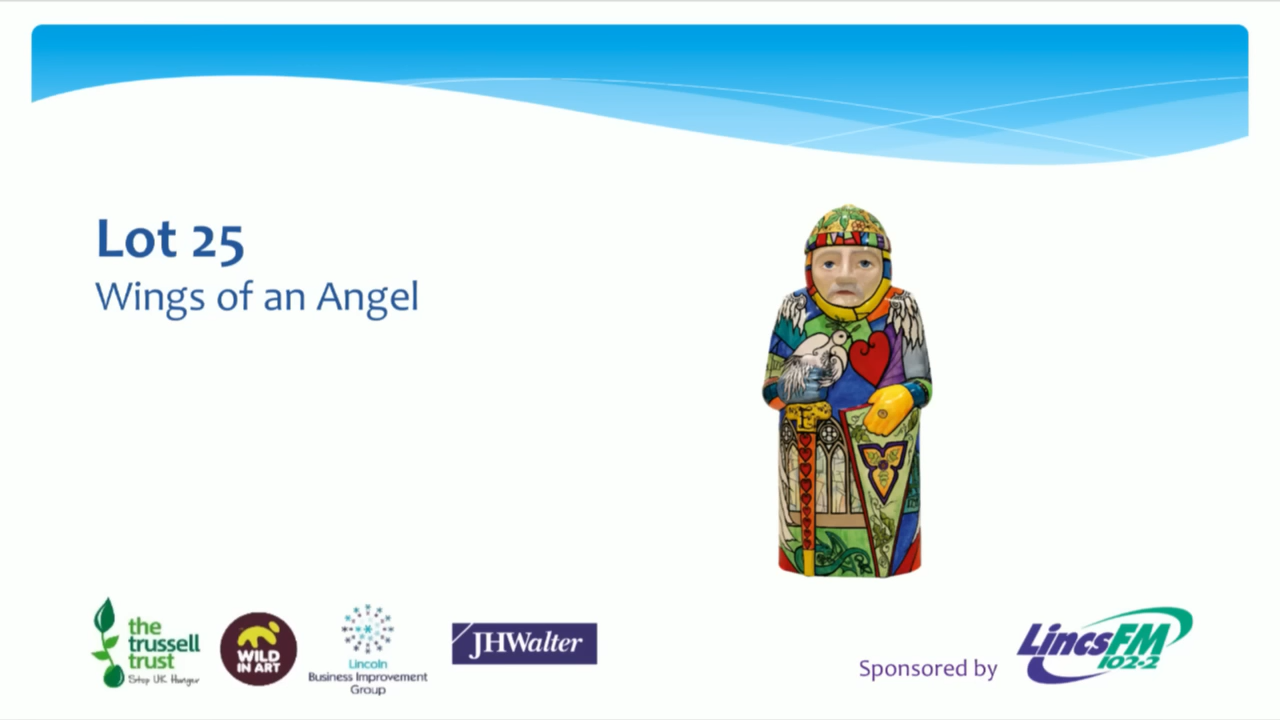 Lot 25
Wings of an Angel
the
trussell
trust
Stop UK Hunger
WILD
IN ART
Lincoln
Business Improvement
Group
JHWalter
Sponsored by
LincsFM
102·2